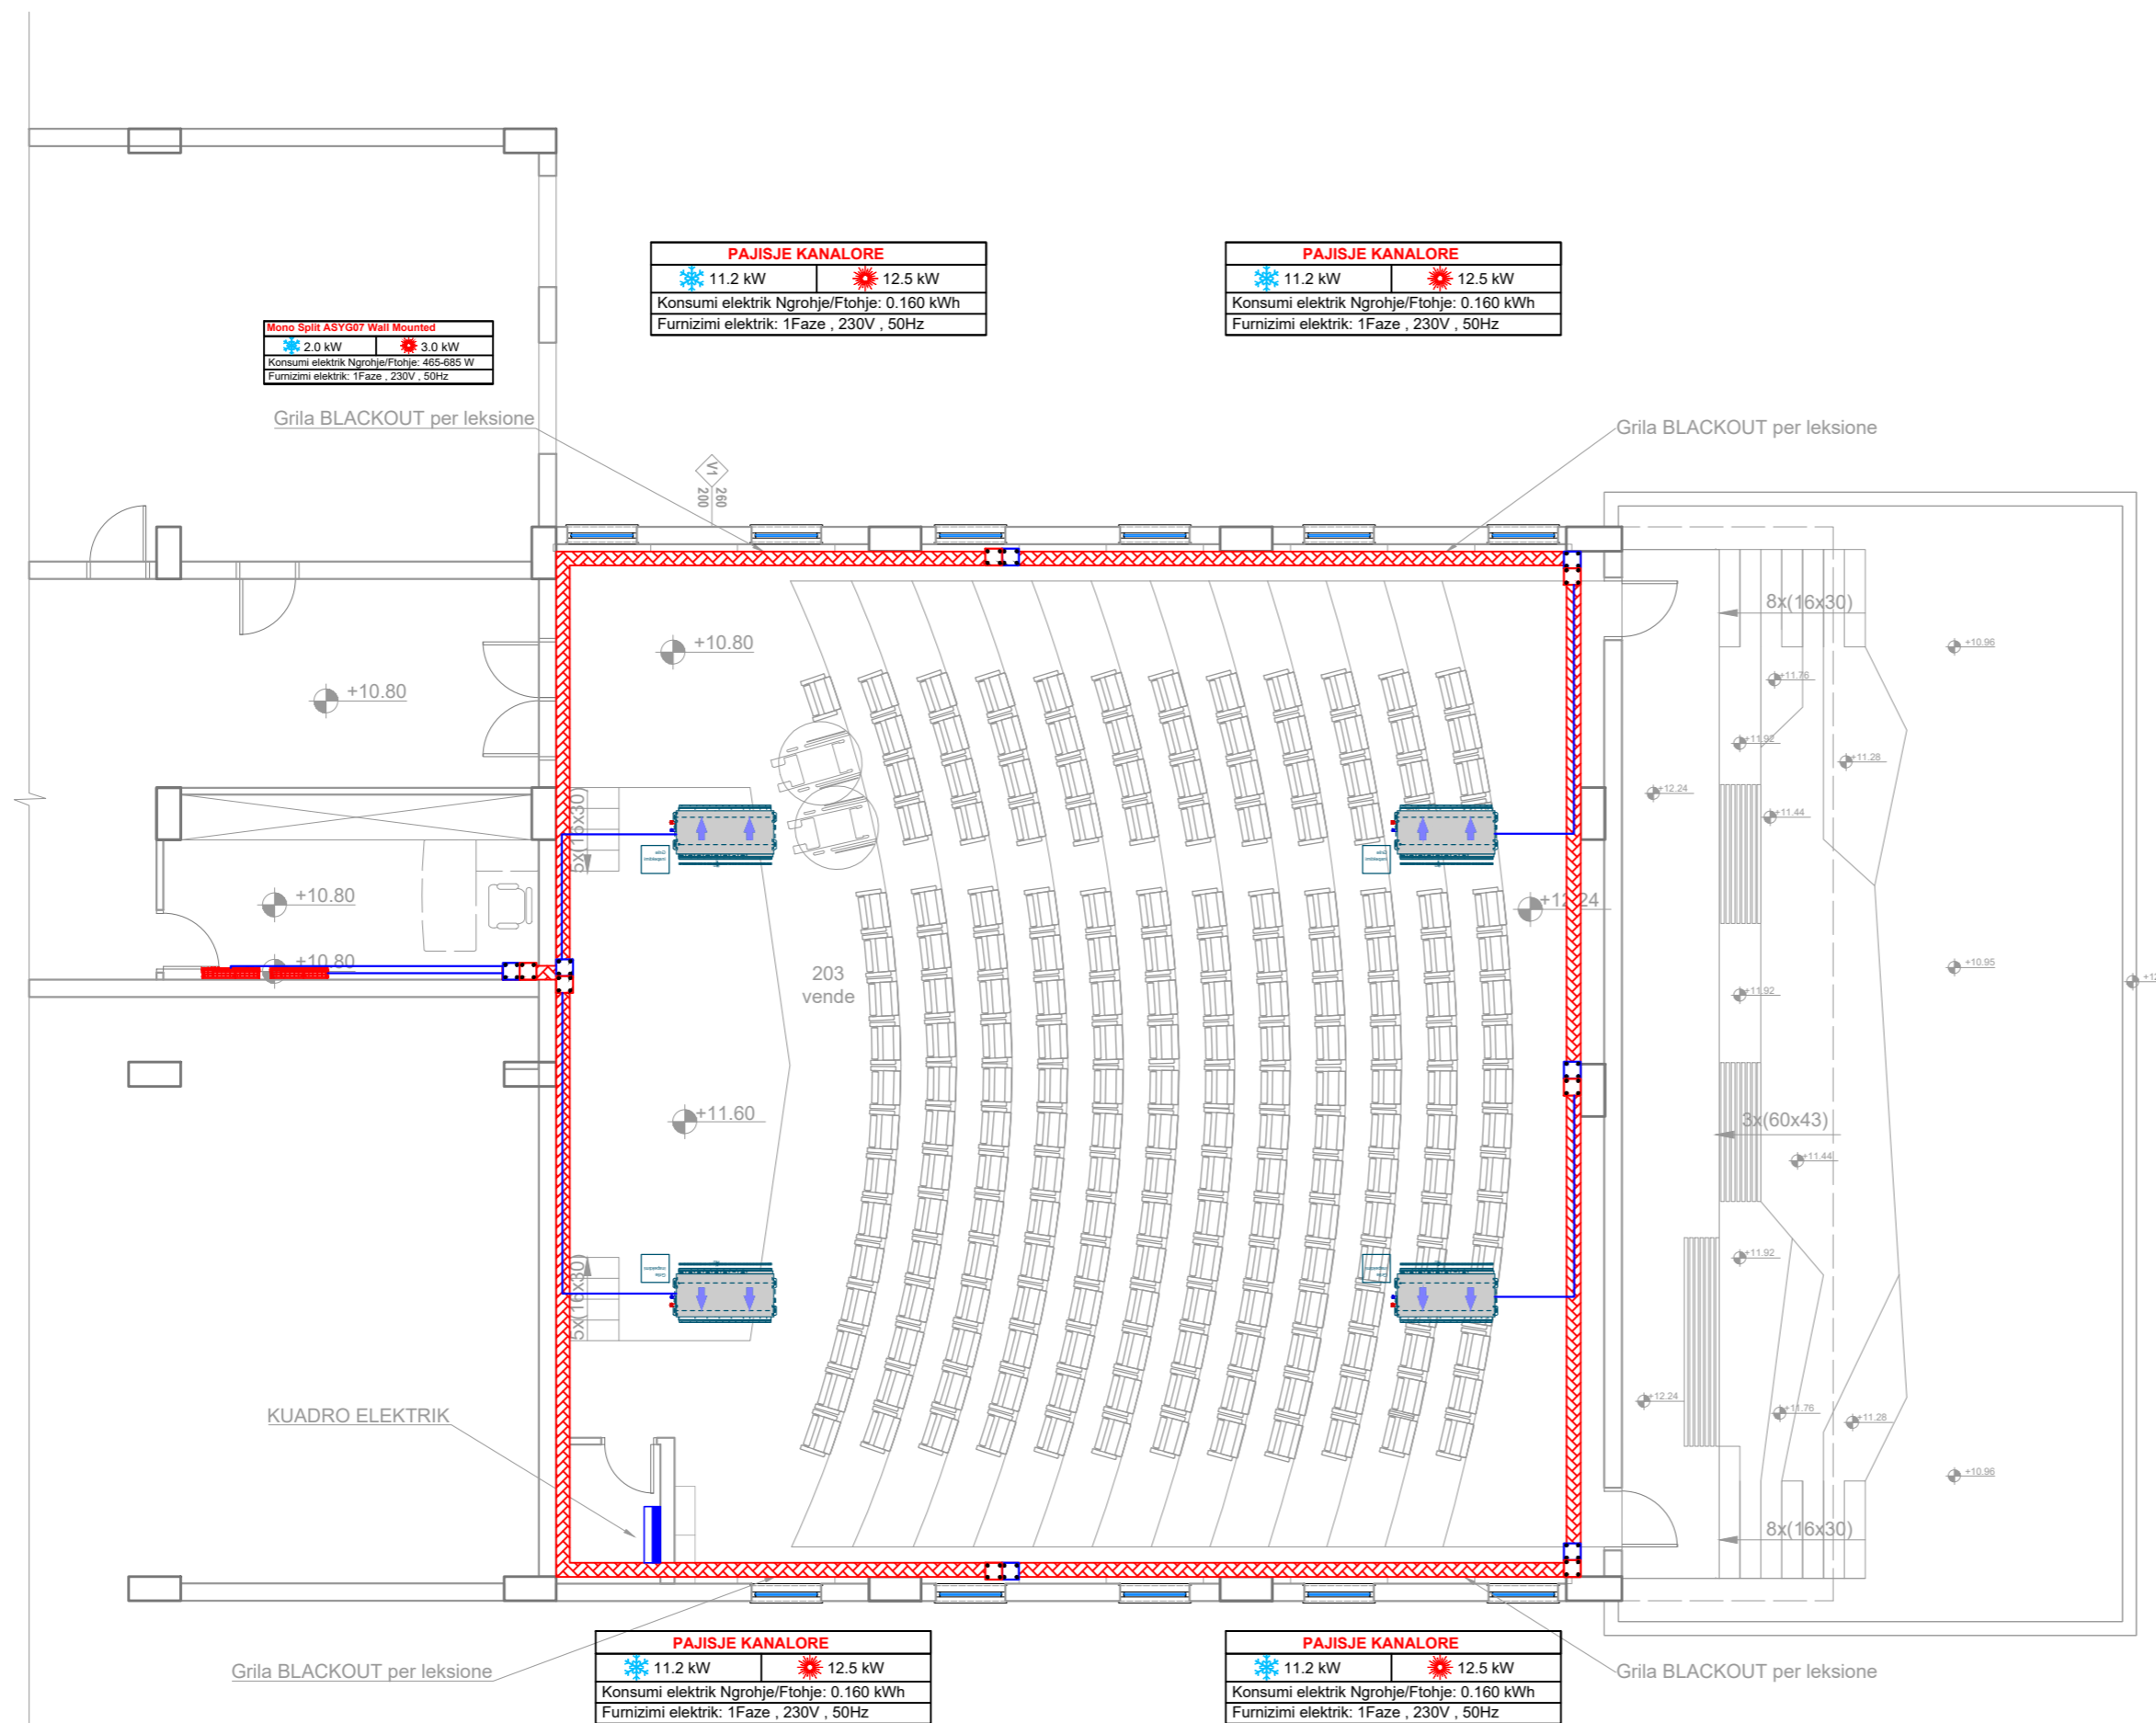 PAJISJE KANALORE
11.2 kW 12.5 kW
Konsumi elektrik Ngrohje/Ftohje: 0.160 kWh
Furnizimi elektrik: 1Faze , 230V , 50Hz
PAJISJE KANALORE
11.2 kW 12.5 kW
Konsumi elektrik Ngrohje/Ftohje: 0.160 kWh
Furnizimi elektrik: 1Faze , 230V , 50Hz
Mono Split ASYG07 Wall Mounted
2.0 kW 3.0 kW
Konsumi elektrik Ngrohje/Ftohje: 465-685 W
Furnizimi elektrik: 1Faze , 230V , 50Hz
Grila BLACKOUT per leksione
Grila BLACKOUT per leksione
V1
260
200
8x(16x30)
+10.80
+10.96
+10.80
+11.76
+11.92
+11.28
+12.24
+11.44
5x(16x30)
+10.80
+12.24
+10.80
203
vende
+10.95
+12
+11.92
+11.60
3x(60x43)
+11.44
+11.92
5x(16x30)
+12.24
+11.76
+11.28
KUADRO ELEKTRIK
+10.96
8x(16x30)
Grila BLACKOUT per leksione
Grila BLACKOUT per leksione
PAJISJE KANALORE
11.2 kW 12.5 kW
Konsumi elektrik Ngrohje/Ftohje: 0.160 kWh
Furnizimi elektrik: 1Faze , 230V , 50Hz
PAJISJE KANALORE
11.2 kW 12.5 kW
Konsumi elektrik Ngrohje/Ftohje: 0.160 kWh
Furnizimi elektrik: 1Faze , 230V , 50Hz